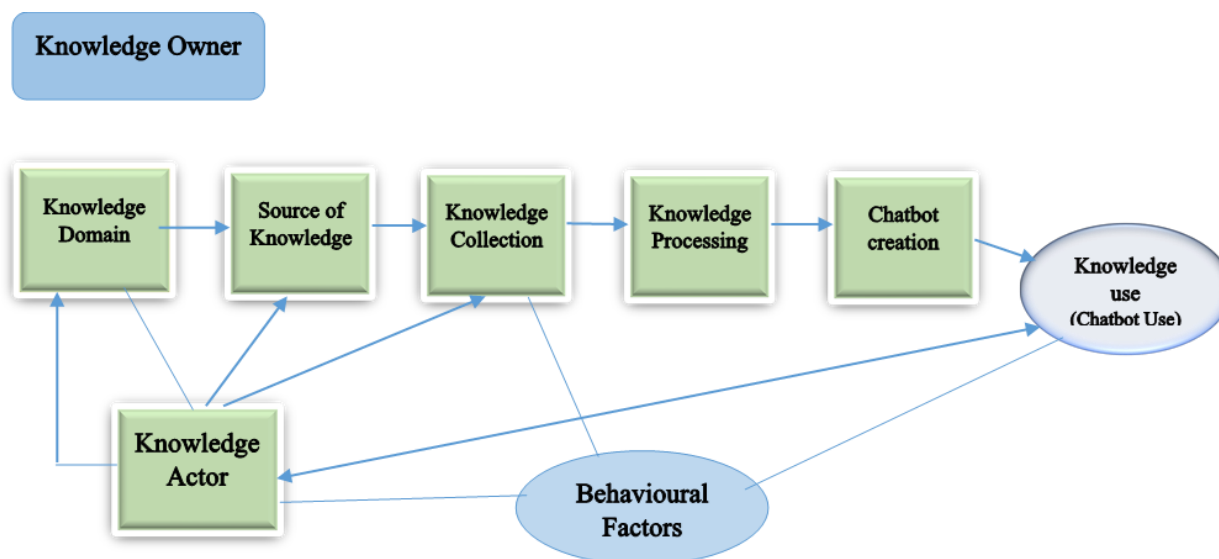 Knowledge Owner
Knowledge
Domain
Source of
Knowledge
Knowledge
Collection
Knowledge
Processing
Chatbot
creation
Knowledge
use
(Chatbot Use)
Knowledge
Actor
Behavioural
Factors